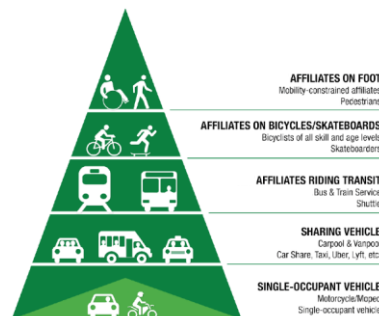 AFFILIATES ON FOOT
Mobility-constrained affiliates
Pedestrians
AFFILIATES ON BICYCLES/SKATEBOARDS
Bicyclists of all skill and age levels
Skateboarders
AFFILIATES RIDING TRANSIT
Bus & Train Service
Shuttle
SHARING VEHICLE
Carpool & Vanpool
Car Share, Taxi, Uber, Lyft, etc
SINGLE-OCCUPANT VEHICLE
Motorcycle/Moped
Single-occupant vehicle